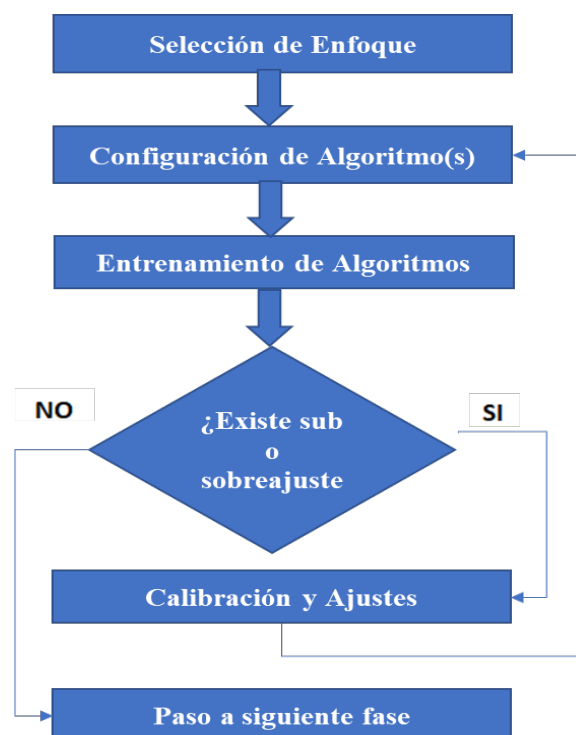 Selección de Enfoque
Configuración de Algoritmo(s)
Entrenamiento de Algoritmos
NO
¿Existe sub
o
sobreajuste
SI
Calibración y Ajustes
Paso a siguiente fase